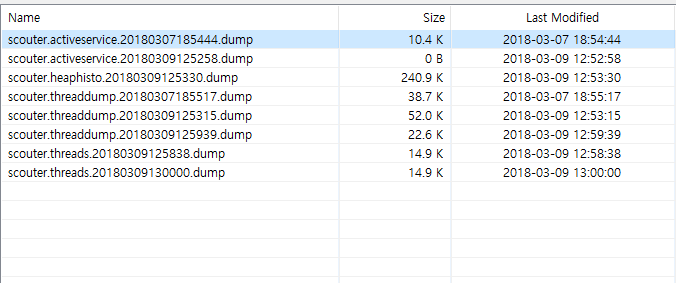 Name Size Last Modified
scouter.activeservice.20180307185444.dump 10.4 K 2018-03-07 18:54:44
scouter.activeservice.20180309125258.dump 0 B 2018-03-09 12:52:58
scouter.heaphisto.20180309125330.dump 240.9 K 2018-03-09 12:53:30
scouter.threaddump.20180307185517.dump 38.7 K 2018-03-07 18:55:17
scouter.threaddump.20180309125315.dump 52.0 K 2018-03-09 12:53:15
scouter.threaddump.20180309125939.dump 22.6 K 2018-03-09 12:59:39
scouter.threads.20180309125838.dump 14.9 K 2018-03-09 12:58:38
scouter.threads.20180309130000.dump 14.9 K 2018-03-09 13:00:00